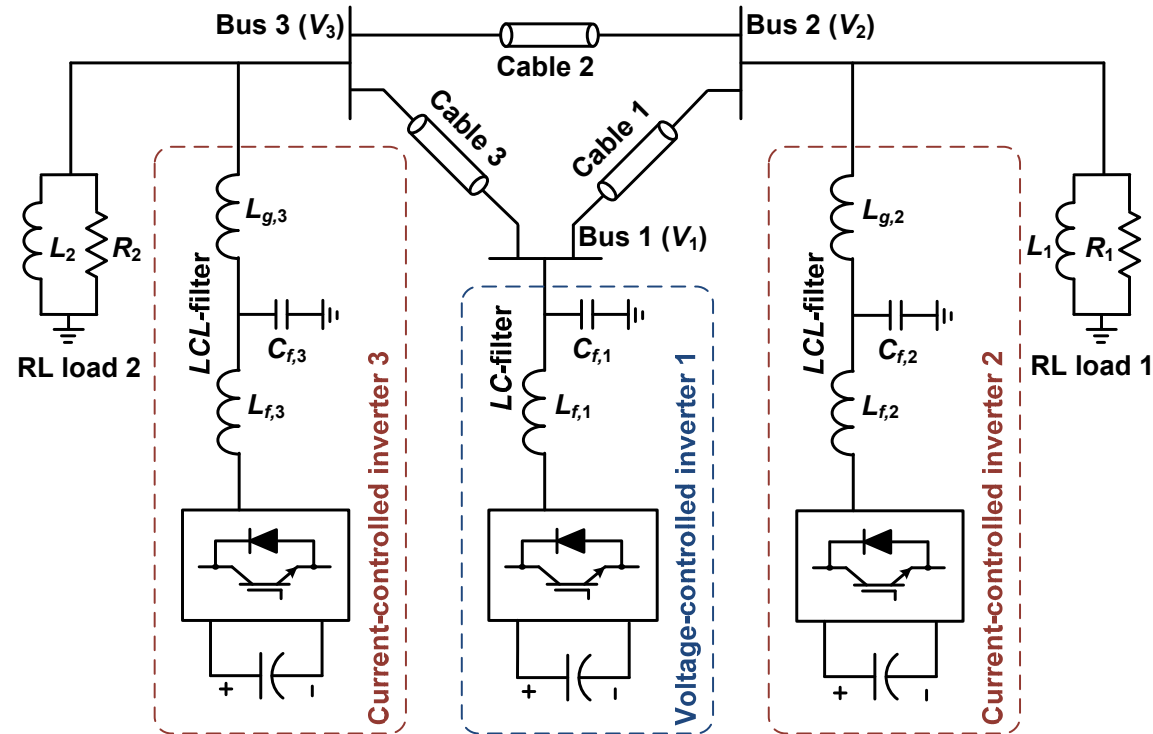 Bus 3 (V3)
Bus 2 (V2)
Cable 2
Cable 3
Cable 1
Bus 1 (V1)
Lg,3
Lg,2
L2
R2
L1
R1
LCL-filter
Cf,3
LC-filter
Cf,1
LCL-filter
Cf,2
RL load 2
RL load 1
Lf,3
Lf,1
Lf,2
Current-controlled inverter 3
Voltage-controlled inverter 1
Current-controlled inverter 2
+ −
+ −
+ −